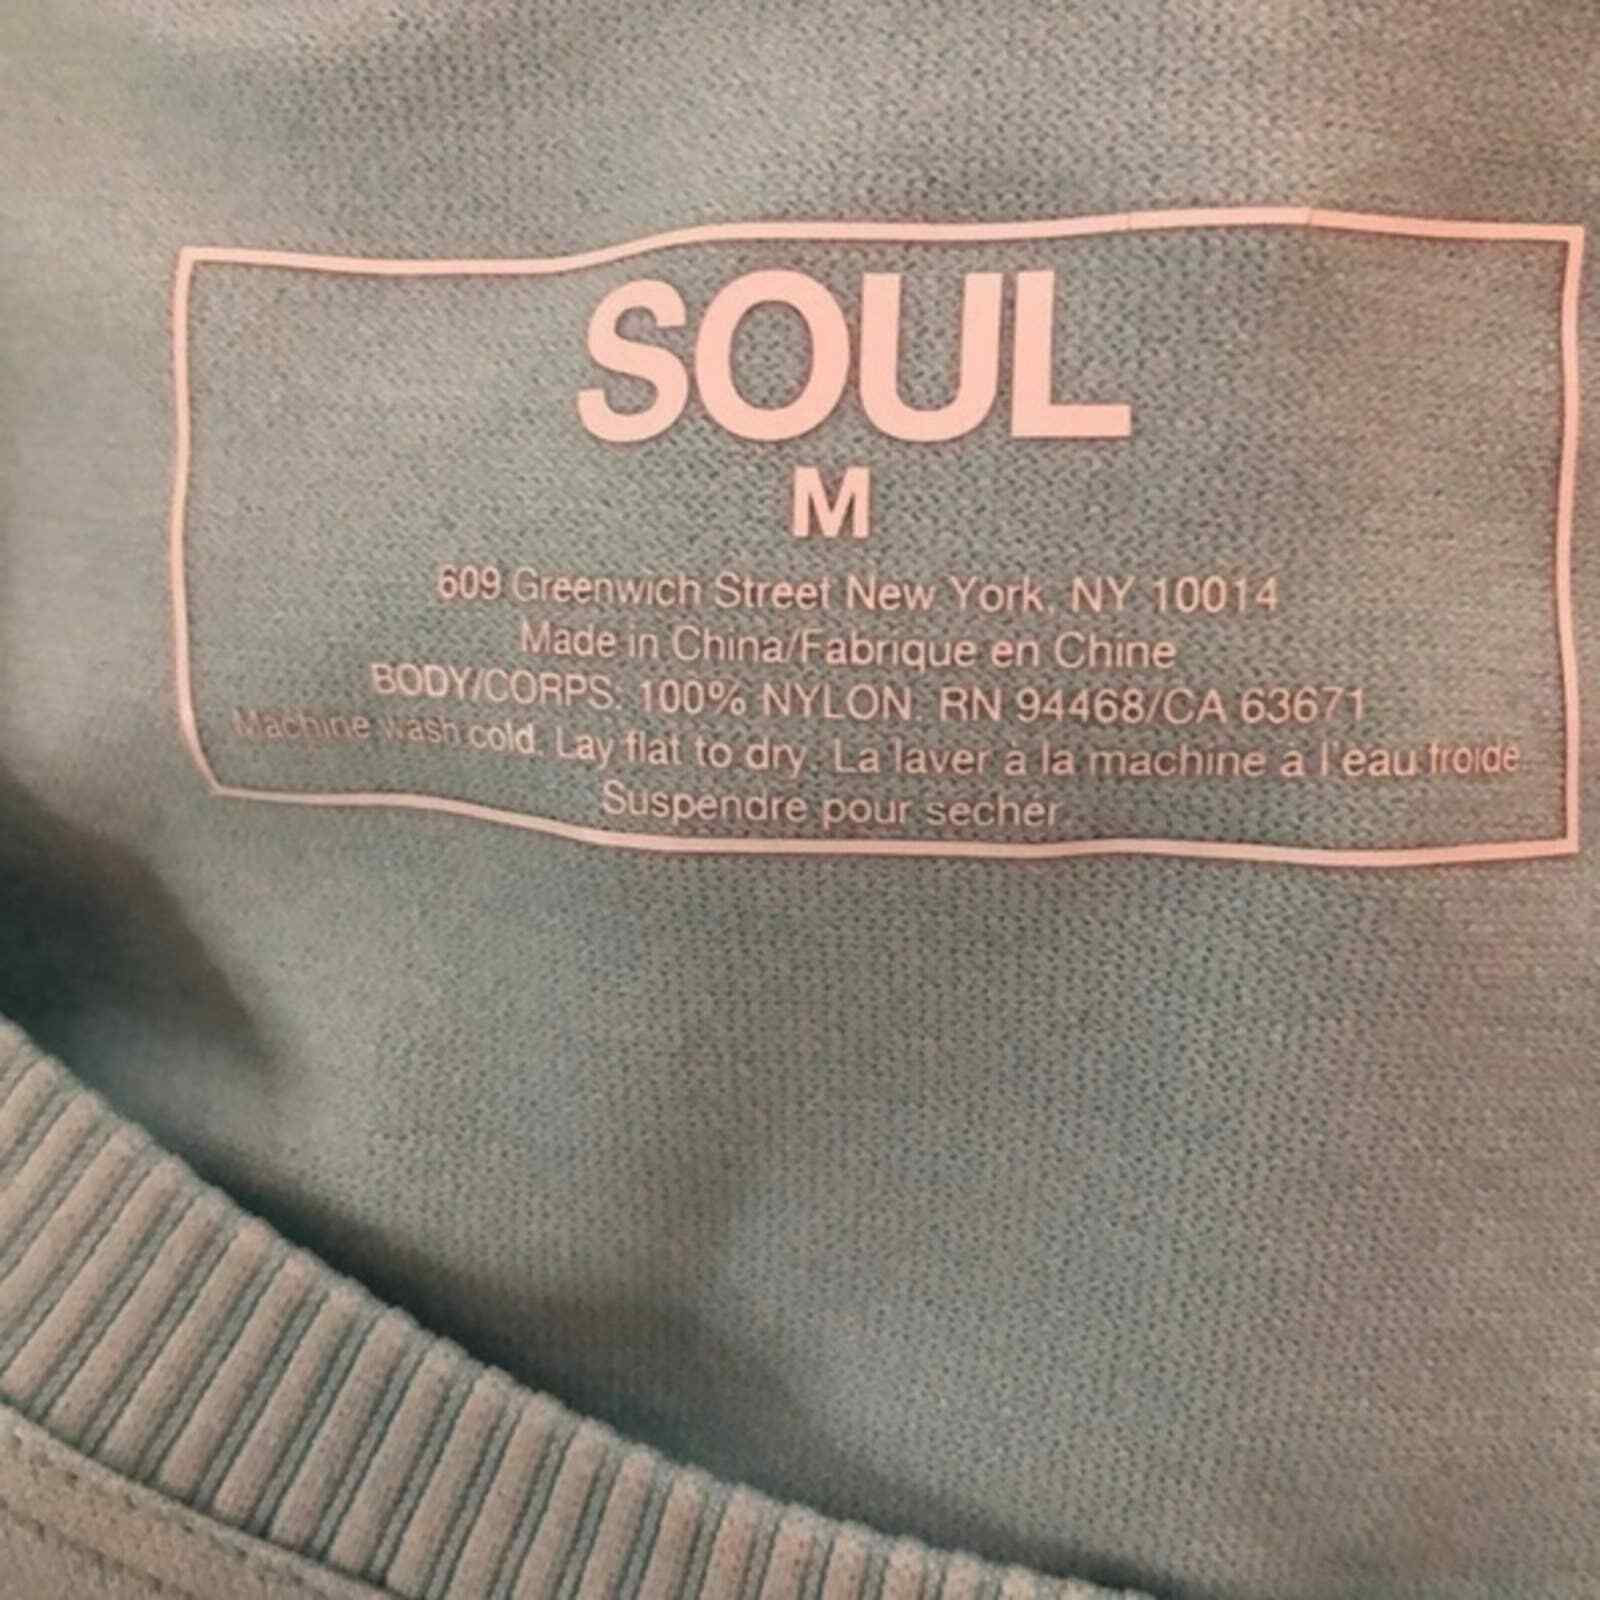 SOUL
M
609 Greenwich Street New York, NY 10014
Made in China/Fabrique en Chine
BODY/CORPS: 100% NYLON. RN 94468/CA 63671
Machine wash cold. Lay flat to dry. La laver à la machine à l'eau froide.
Suspendre pour secher